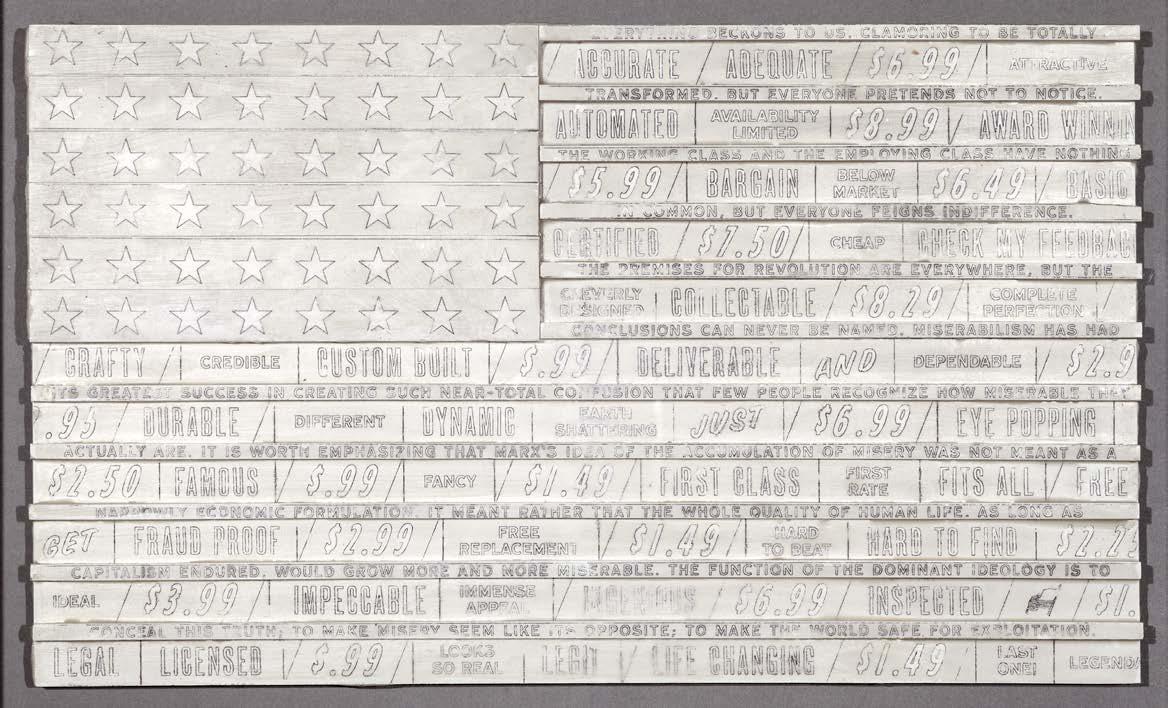 EVERYTHING BECKONS TO US, CLAMORING TO BE TOTALLY
ACCURATE / ADEQUATE / $6.99 / ATTRACTIVE
TRANSFORMED. BUT EVERYONE PRETENDS NOT TO NOTICE.
AUTOMATED AVAILABILITY LIMITED $8.99 / AWARD WINNIN
THE WORKING CLASS AND THE EMPLOYING CLASS HAVE NOTHING
/ $5.99 / BARGAIN BELOW MARKET $6.49 / BASIC
IN COMMON, BUT EVERYONE FEIGNS INDIFFERENCE.
CERTIFIED / $7.50 / CHEAP CHECK MY FEEDBAC
THE PREMISES FOR REVOLUTION ARE EVERYWHERE, BUT THE
CLEVERLY DESIGNED COLLECTABLE / $8.29 / COMPLETE PERFECTION
CONCLUSIONS CAN NEVER BE NAMED. MISERABILISM HAS HAD
/ CRAFTY / CREDIBLE CUSTOM BUILT / $.99 / DELIVERABLE AND DEPENDABLE / $2.9
ITS GREATEST SUCCESS IN CREATING SUCH NEAR-TOTAL CONFUSION THAT FEW PEOPLE RECOGNIZE HOW MISERABLE THEY
.95 / DURABLE DIFFERENT DYNAMIC EARTH SHATTERING JUST / $6.99 / EYE POPPING
ACTUALLY ARE. IT IS WORTH EMPHASIZING THAT MARX'S IDEA OF THE ACCUMULATION OF MISERY WAS NOT MEANT AS A
$2.50 / FAMOUS / $.99 / FANCY / $1.49 / FIRST CLASS FIRST RATE FITS ALL / FREE
NARROWLY ECONOMIC FORMULATION. IT MEANT RATHER THAT THE WHOLE QUALITY OF HUMAN LIFE, AS LONG AS
GET FRAUD PROOF / $2.99 / FREE REPLACEMENT / $1.49 / HARD TO BEAT HARD TO FIND $2.25
CAPITALISM ENDURED, WOULD GROW MORE AND MORE MISERABLE. THE FUNCTION OF THE DOMINANT IDEOLOGY IS TO
IDEAL / $3.99 / IMPECCABLE IMMENSE APPEAL / $6.99 / INSPECTED / $1.
CONCEAL THIS TRUTH; TO MAKE MISERY SEEM LIKE ITS OPPOSITE; TO MAKE THE WORLD SAFE FOR EXPLOITATION.
LEGAL LICENSED / $.99 / LOOKS SO REAL LEGIT / LIFE CHANGING / $1.49 / LAST ONE! LEGENDA